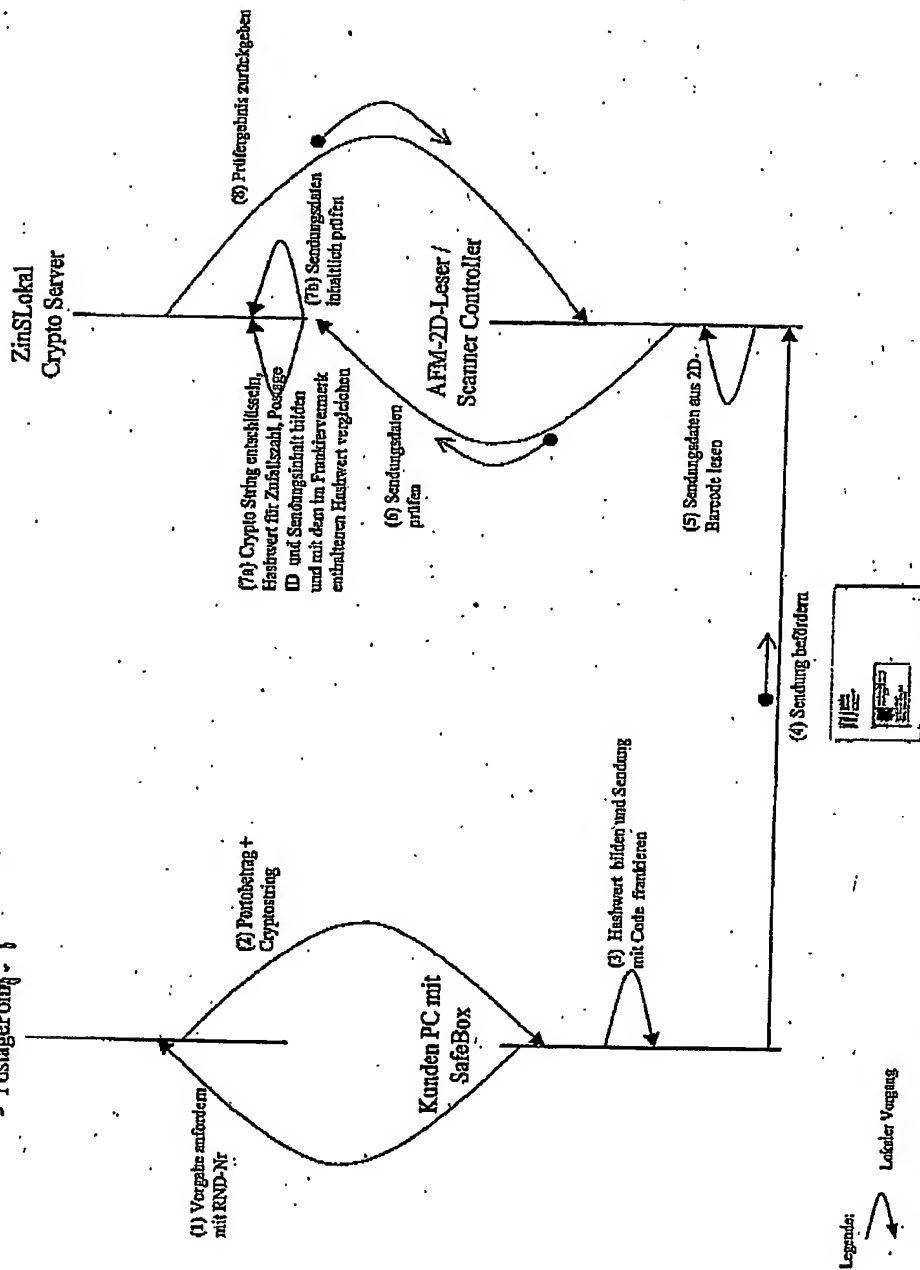 PostagePoint
(1) Vorgabe anfordern
mit RND-Nr
(2) Portobetrag +
Cryptostring
Kunden PC mit
SafeBox
(3) Hashwert bilden und Sendung
mit Code frankieren
(4) Sendung befördern
ZinSLokal
Crypto Server
(7a) Crypto String entschlüsseln,
Hashwert für Zufallszahl, Postage
ID und Sendungsinhalt bilden
und mit dem im Frankiervermerk
enthaltenen Hashwert vergleichen
(7b) Sendungsdaten
inhaltlich prüfen
(8) Prüfergebnis zurückgeben
(6) Sendungsdaten
prüfen
AFM-2D-Leser /
Scanner Controller
(5) Sendungsdaten aus 2D-
Barcode lesen
Legende:
Lokaler Vorgang